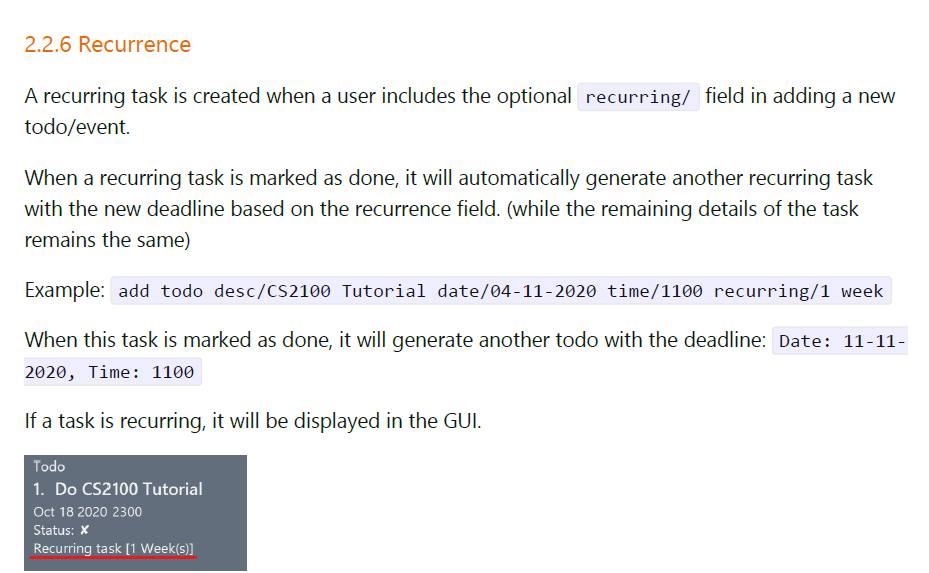 2.2.6 Recurrence
A recurring task is created when a user includes the optional recurring/ field in adding a new
todo/event.
When a recurring task is marked as done, it will automatically generate another recurring task
with the new deadline based on the recurrence field. (while the remaining details of the task
remains the same)
Example: add todo desc/CS2100 Tutorial date/04-11-2020 time/1100 recurring/1 week
When this task is marked as done, it will generate another todo with the deadline: Date: 11-11-
2020, Time: 1100
If a task is recurring, it will be displayed in the GUI.
Todo
1. Do CS2100 Tutorial
Oct 18 2020 2300
Status: ✘
Recurring task [1 Week(s)]